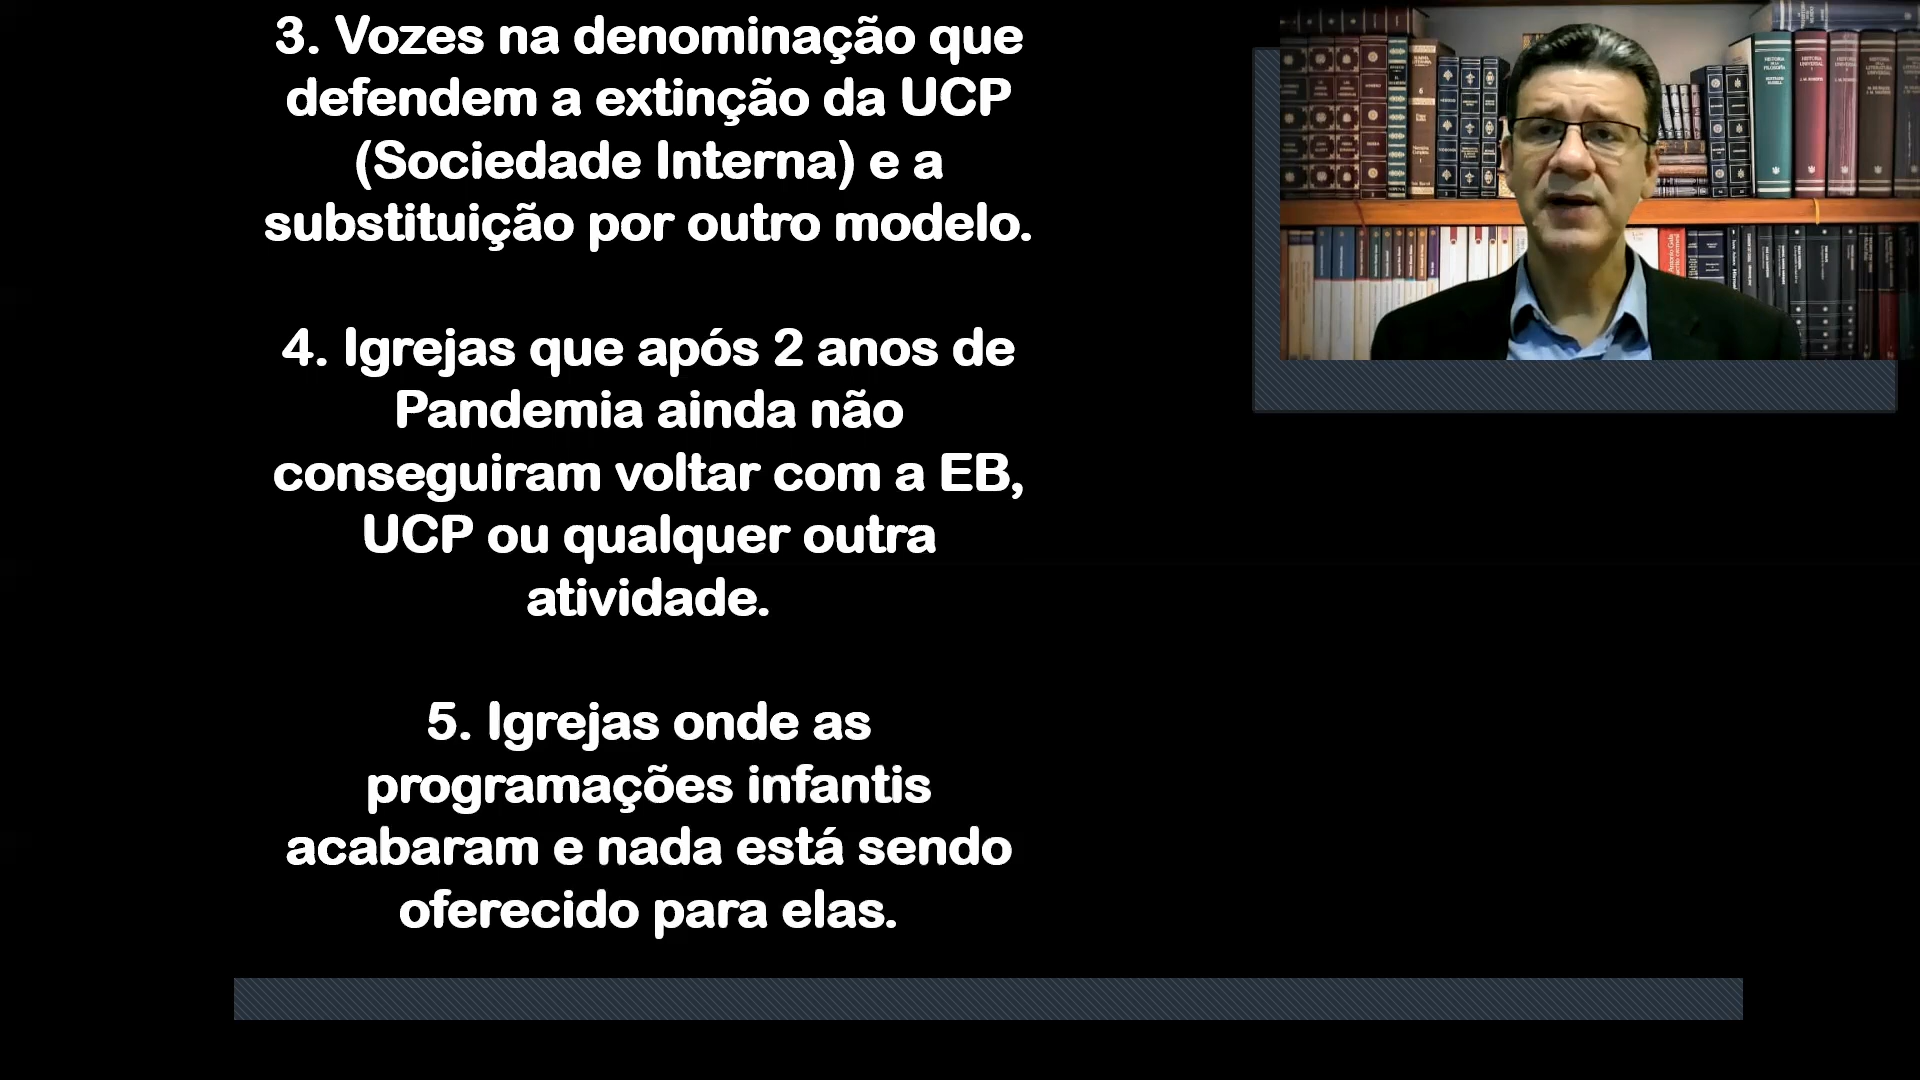 3. Vozes na denominação que
defendem a extinção da UCP
(Sociedade Interna) e a
substituição por outro modelo.
4. Igrejas que após 2 anos de
Pandemia ainda não
conseguiram voltar com a EB,
UCP ou qualquer outra
atividade.
5. Igrejas onde as
programações infantis
acabaram e nada está sendo
oferecido para elas.